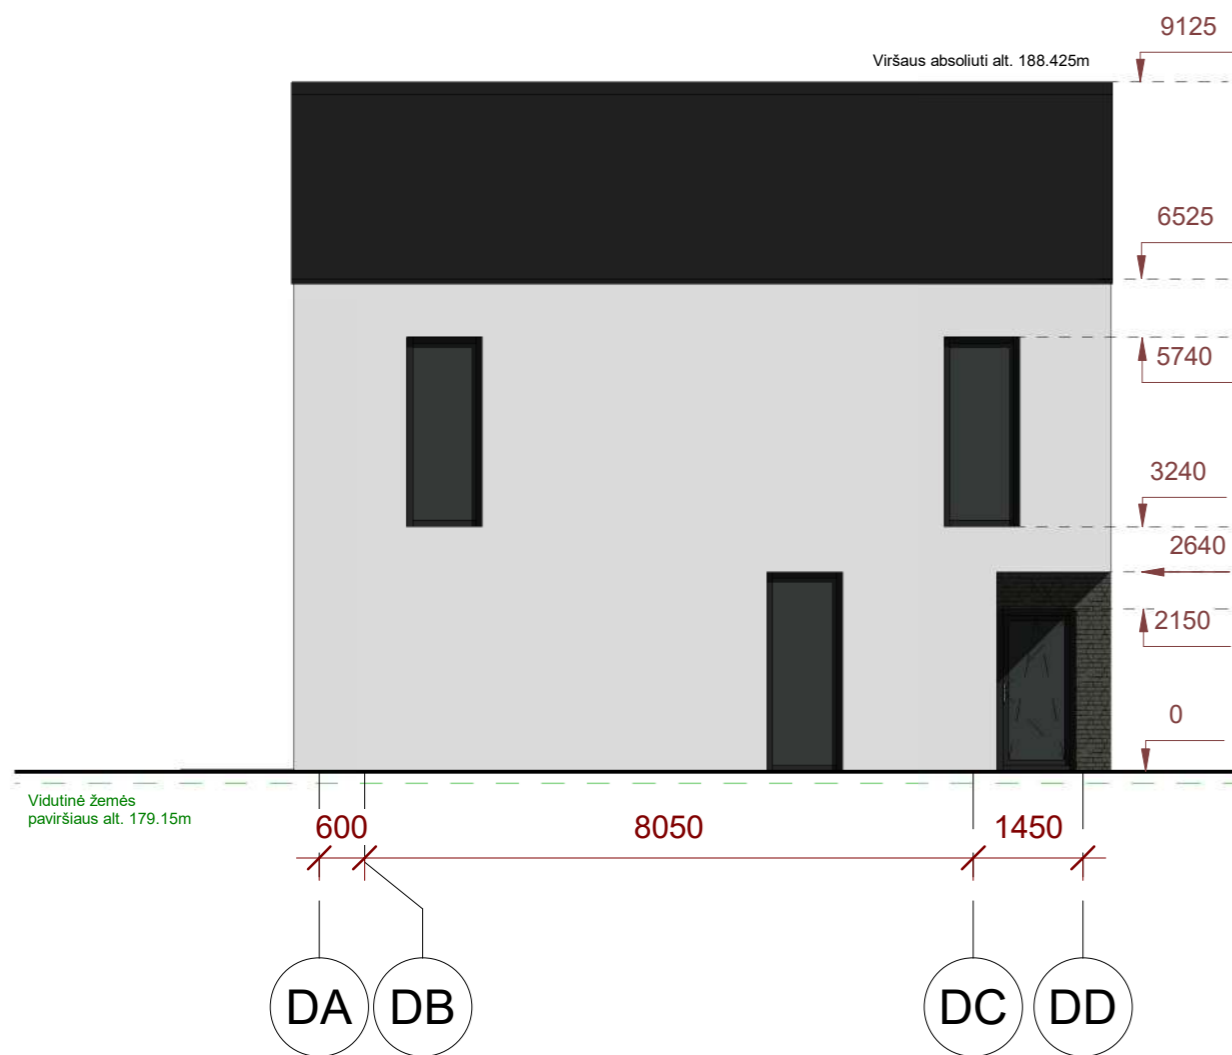 9125
Viršaus absoliuti alt. 188.425m
6525
5740
3240
2640
2150
0
Vidutinė žemės
paviršiaus alt. 179.15m
600 8050 1450
DA DB DC DD